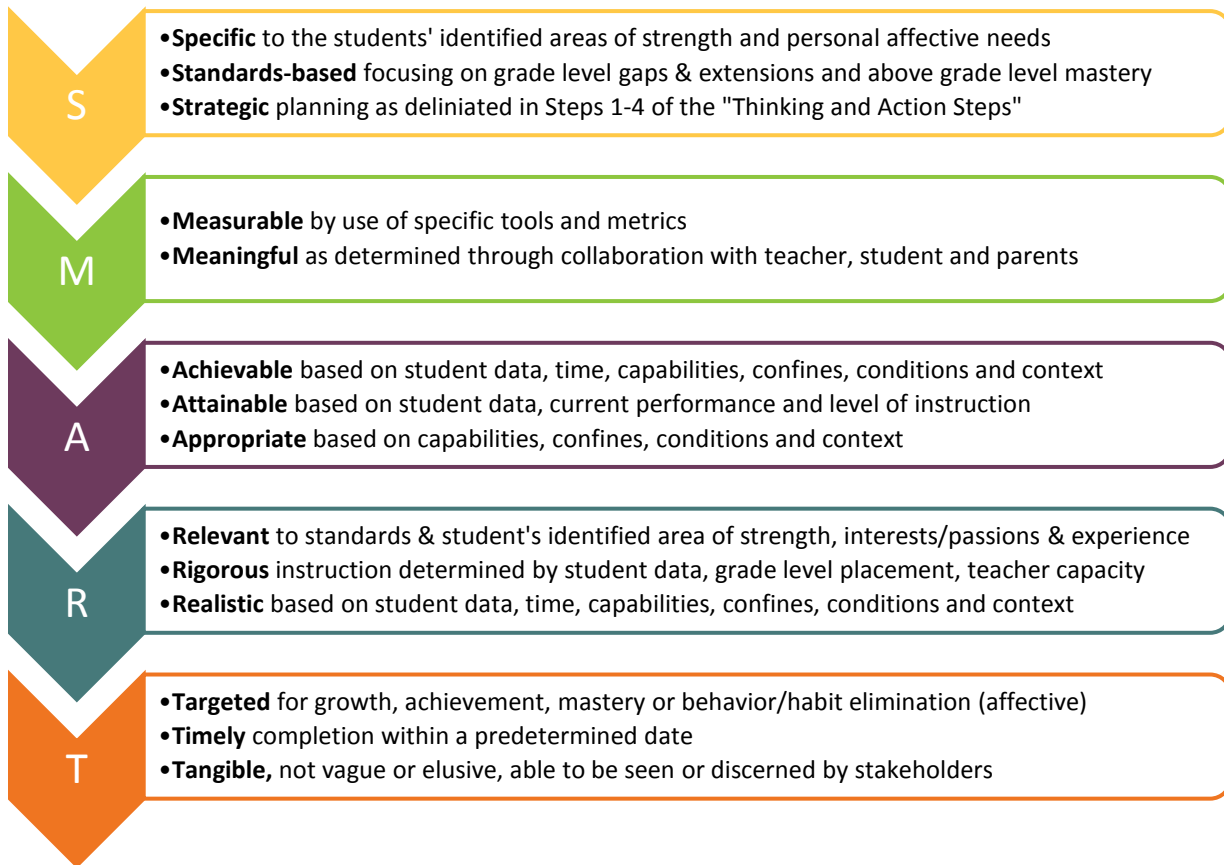 S
•Specific to the students' identified areas of strength and personal affective needs
•Standards-based focusing on grade level gaps & extensions and above grade level mastery
•Strategic planning as deliniated in Steps 1-4 of the "Thinking and Action Steps"
M
•Measurable by use of specific tools and metrics
•Meaningful as determined through collaboration with teacher, student and parents
A
•Achievable based on student data, time, capabilities, confines, conditions and context
•Attainable based on student data, current performance and level of instruction
•Appropriate based on capabilities, confines, conditions and context
R
•Relevant to standards & student's identified area of strength, interests/passions & experience
•Rigorous instruction determined by student data, grade level placement, teacher capacity
•Realistic based on student data, time, capabilities, confines, conditions and context
T
•Targeted for growth, achievement, mastery or behavior/habit elimination (affective)
•Timely completion within a predetermined date
•Tangible, not vague or elusive, able to be seen or discerned by stakeholders